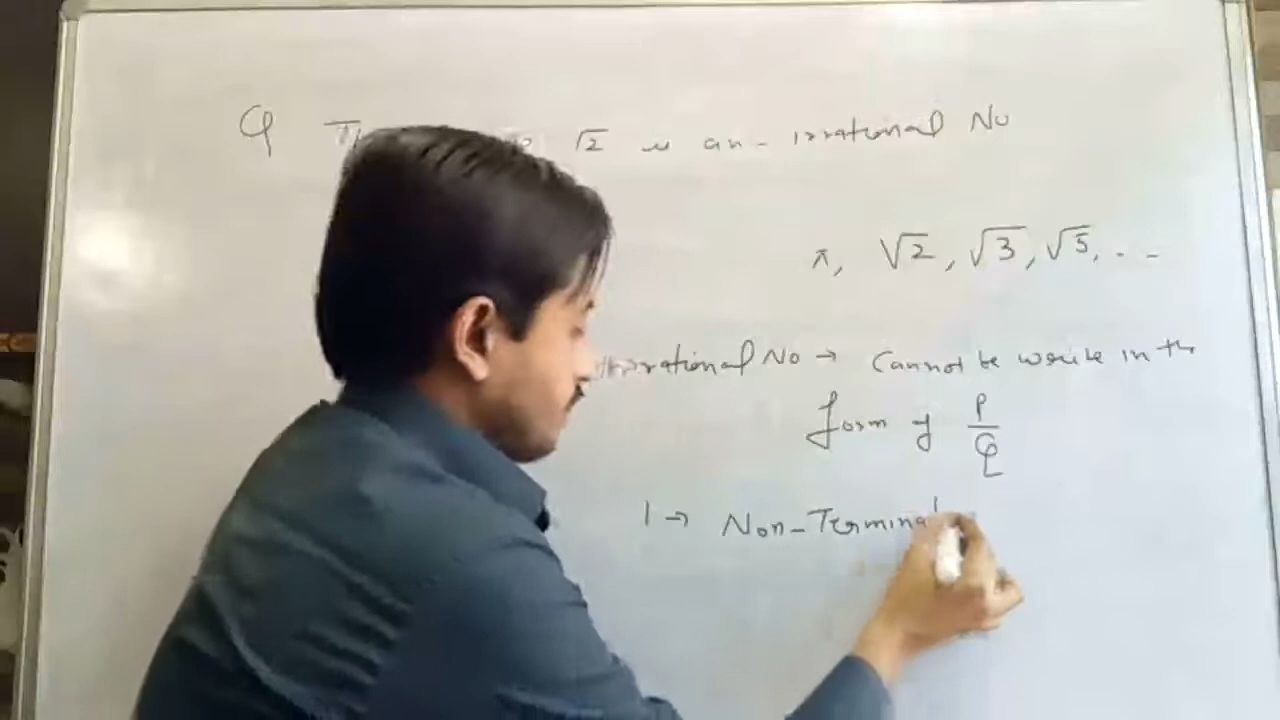 Q √2 is an irrational No
π, √2, √3, √5, . . -
irrational No → Cannot be write in the
form of P/Q
1 → Non-Terminat